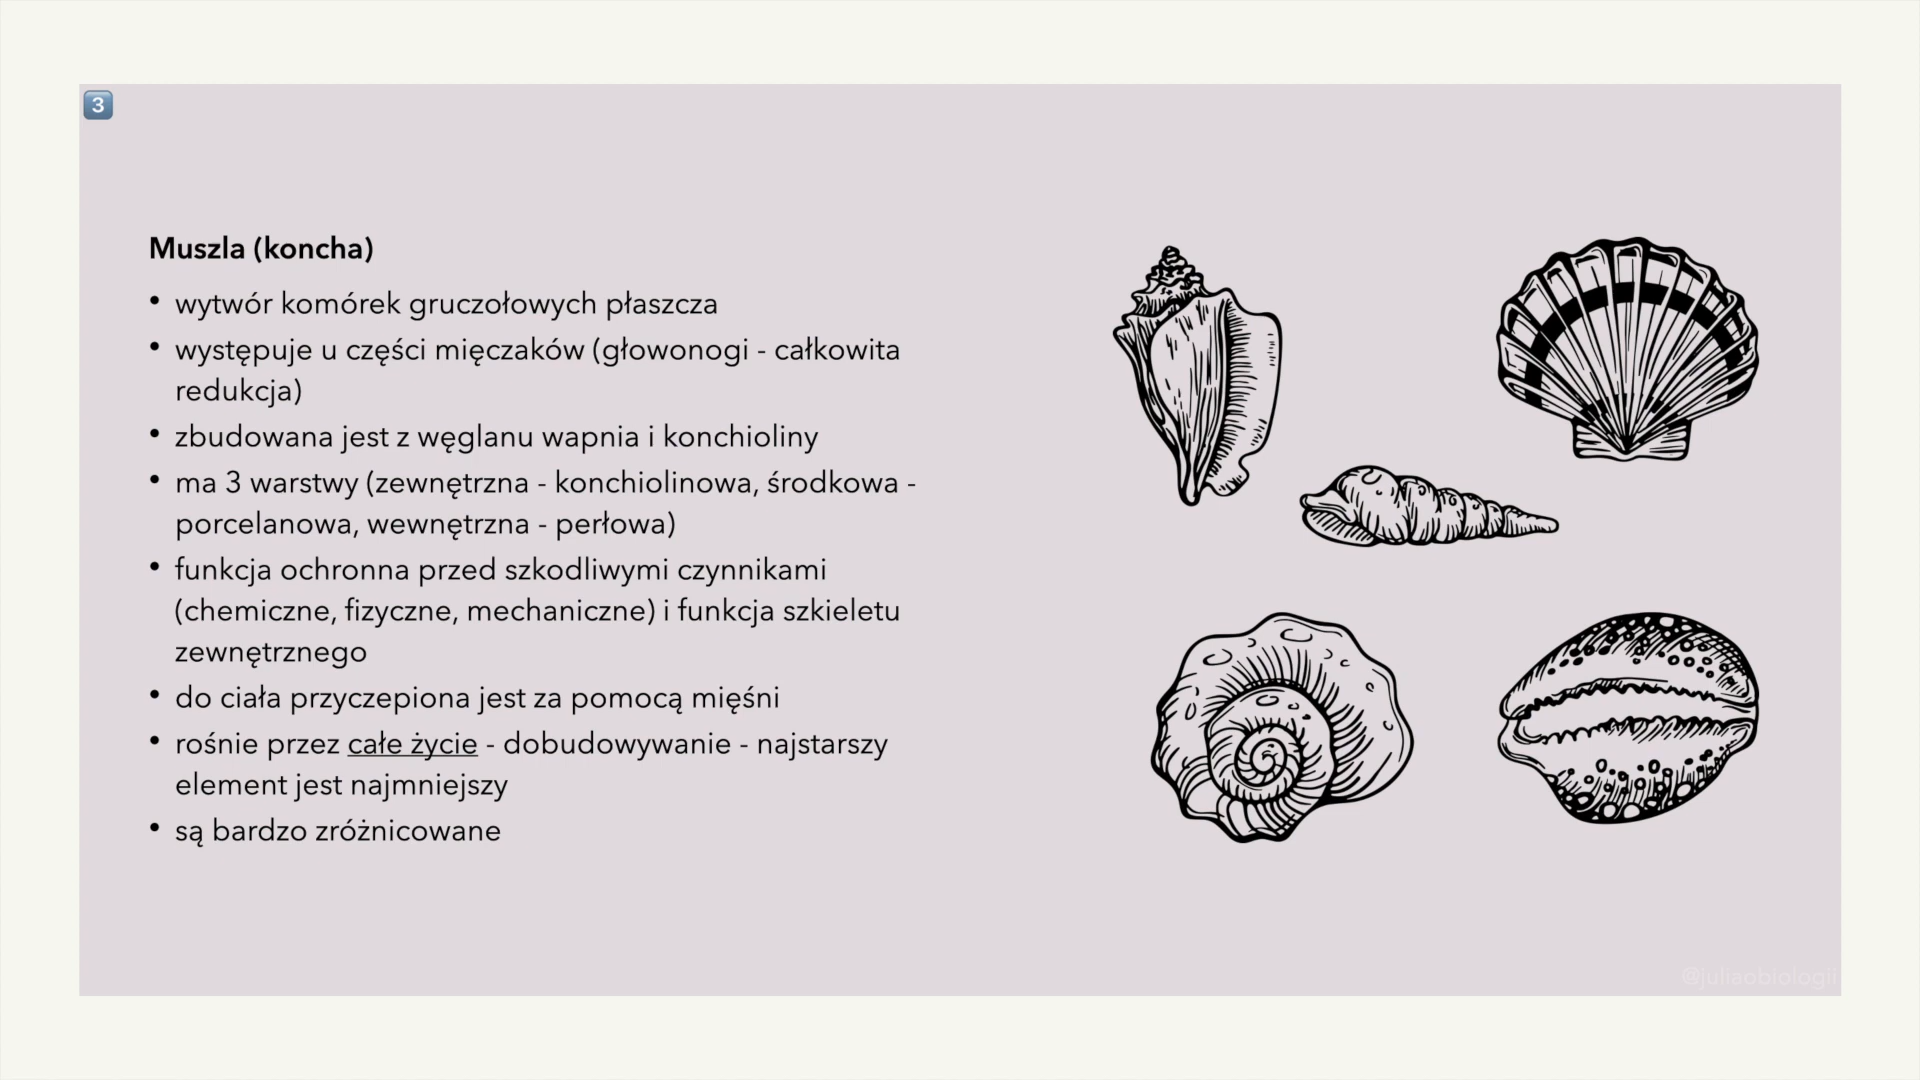 3
Muszla (koncha)
• wytwór komórek gruczołowych płaszcza
• występuje u części mięczaków (głowonogi - całkowita
redukcja)
• zbudowana jest z węglanu wapnia i konchioliny
• ma 3 warstwy (zewnętrzna - konchiolinowa, środkowa -
porcelanowa, wewnętrzna - perłowa)
• funkcja ochronna przed szkodliwymi czynnikami
(chemiczne, fizyczne, mechaniczne) i funkcja szkieletu
zewnętrznego
• do ciała przyczepiona jest za pomocą mięśni
• rośnie przez całe życie - dobudowywanie - najstarszy
element jest najmniejszy
• są bardzo zróżnicowane
@juliaobiologii